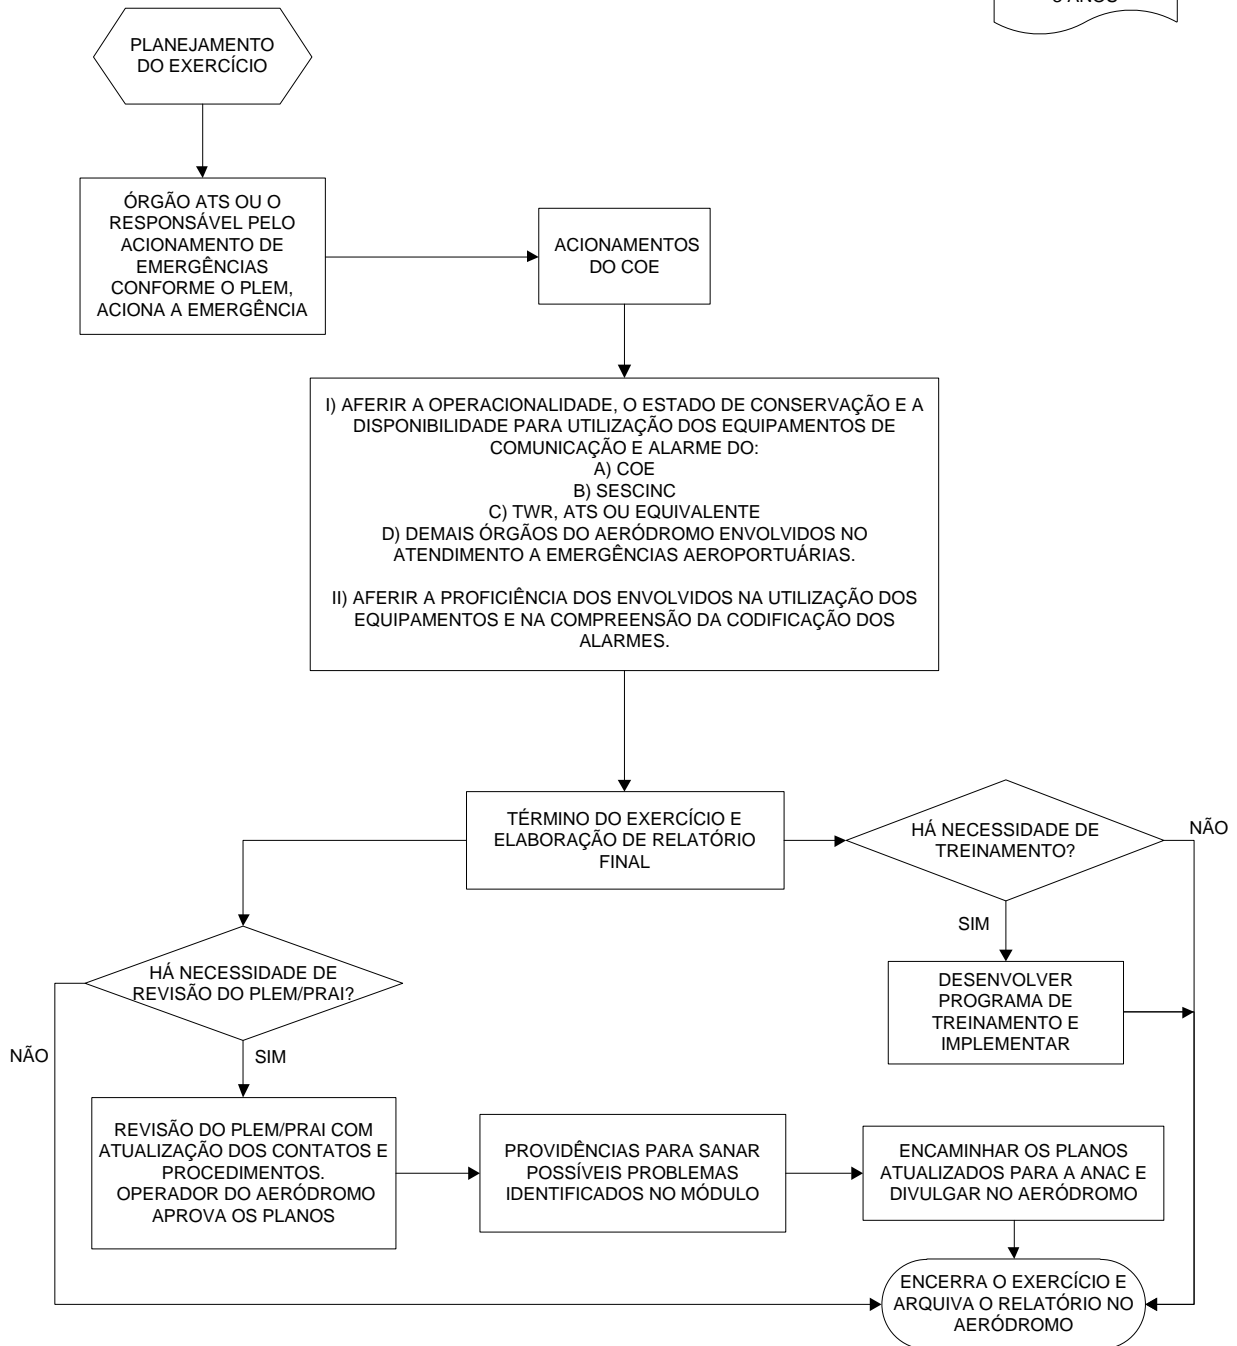 ANOS
PLANEJAMENTO
DO EXERCÍCIO
ÓRGÃO ATS OU O
RESPONSÁVEL PELO
ACIONAMENTO DE
EMERGÊNCIAS
CONFORME O PLEM,
ACIONA A EMERGÊNCIA
ACIONAMENTOS
DO COE
I) AFERIR A OPERACIONALIDADE, O ESTADO DE CONSERVAÇÃO E A
DISPONIBILIDADE PARA UTILIZAÇÃO DOS EQUIPAMENTOS DE
COMUNICAÇÃO E ALARME DO:
A) COE
B) SESCINC
C) TWR, ATS OU EQUIVALENTE
D) DEMAIS ÓRGÃOS DO AERÓDROMO ENVOLVIDOS NO
ATENDIMENTO A EMERGÊNCIAS AEROPORTUÁRIAS.
II) AFERIR A PROFICIÊNCIA DOS ENVOLVIDOS NA UTILIZAÇÃO DOS
EQUIPAMENTOS E NA COMPREENSÃO DA CODIFICAÇÃO DOS
ALARMES.
TÉRMINO DO EXERCÍCIO E
ELABORAÇÃO DE RELATÓRIO
FINAL
HÁ NECESSIDADE DE
TREINAMENTO?
NÃO
SIM
DESENVOLVER
PROGRAMA DE
TREINAMENTO E
IMPLEMENTAR
HÁ NECESSIDADE DE
REVISÃO DO PLEM/PRAI?
NÃO
SIM
REVISÃO DO PLEM/PRAI COM
ATUALIZAÇÃO DOS CONTATOS E
PROCEDIMENTOS.
OPERADOR DO AERÓDROMO
APROVA OS PLANOS
PROVIDÊNCIAS PARA SANAR
POSSÍVEIS PROBLEMAS
IDENTIFICADOS NO MÓDULO
ENCAMINHAR OS PLANOS
ATUALIZADOS PARA A ANAC E
DIVULGAR NO AERÓDROMO
ENCERRA O EXERCÍCIO E
ARQUIVA O RELATÓRIO NO
AERÓDROMO